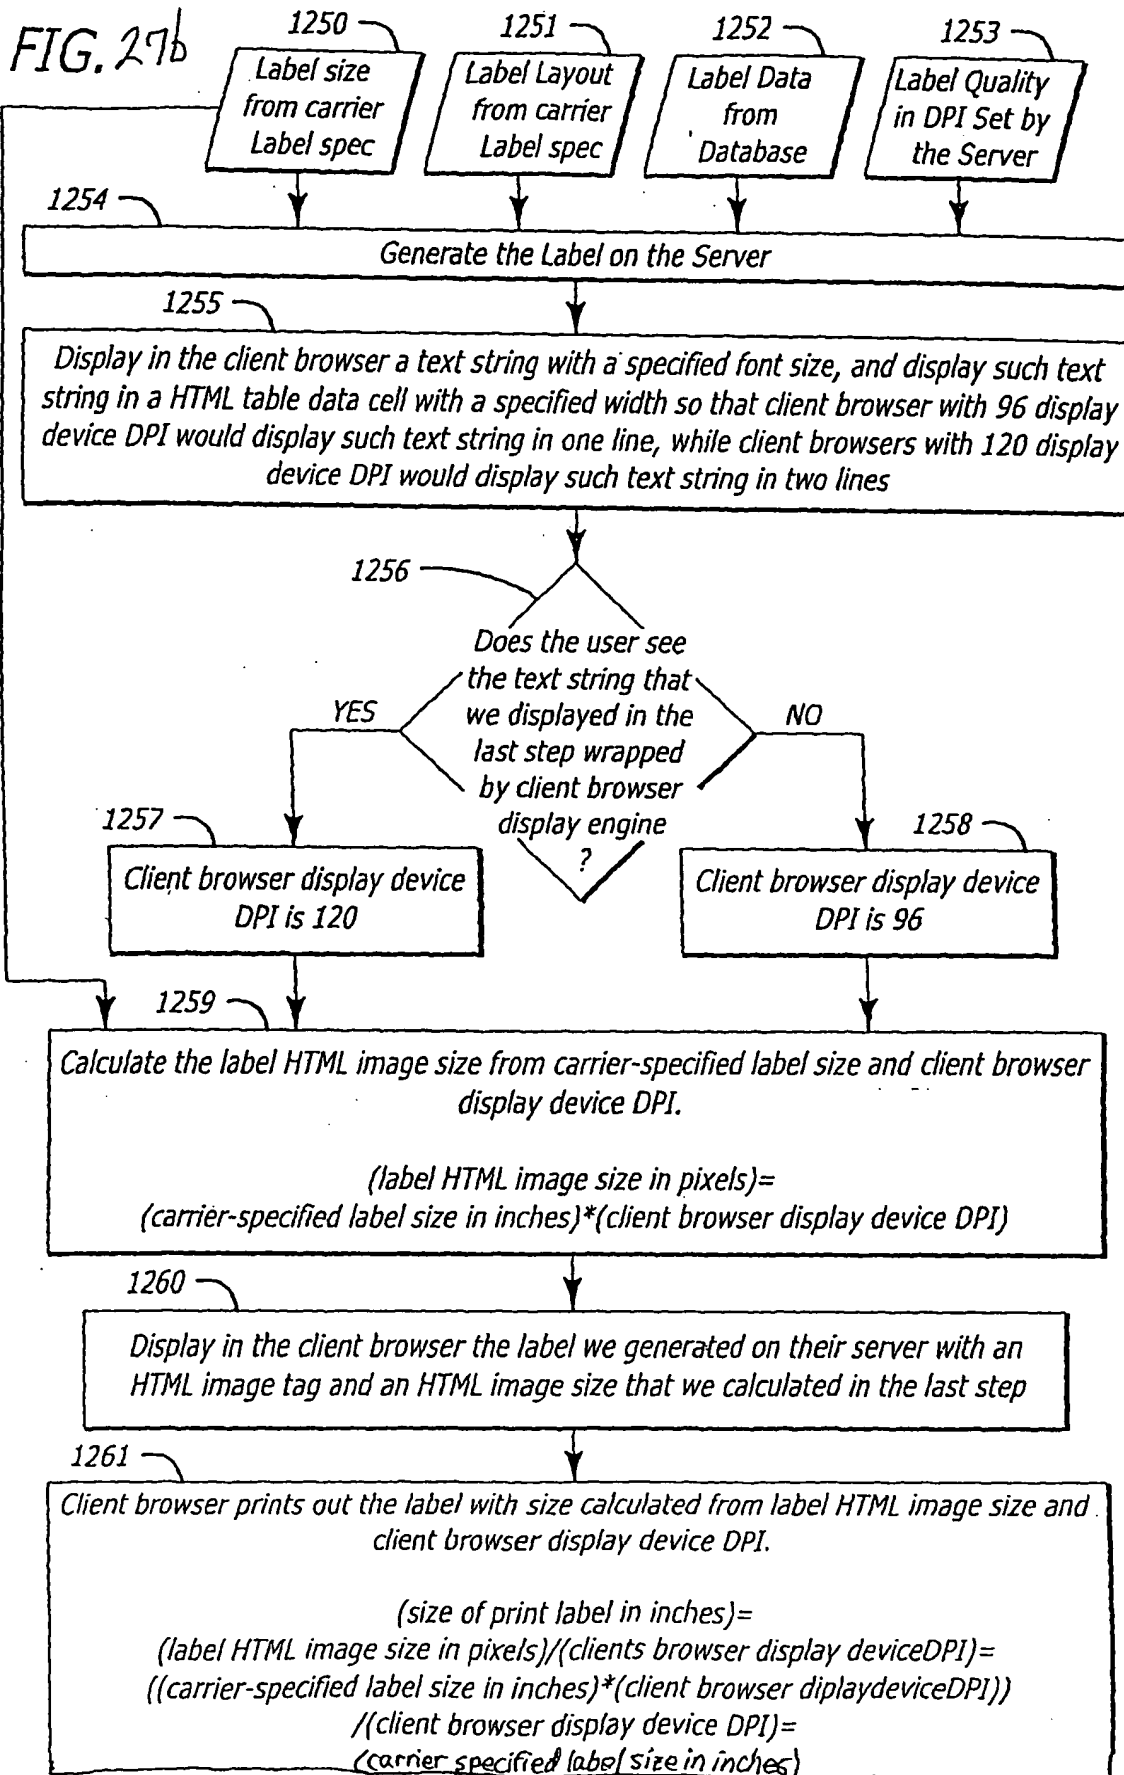 FIG. 27b
1250
1251
1252
1253
Label size
from carrier
Label spec
Label Layout
from carrier
Label spec
Label Data
from
Database
Label Quality
in DPI Set by
the Server
1254
Generate the Label on the Server
1255
Display in the client browser a text string with a specified font size, and display such text
string in a HTML table data cell with a specified width so that client browser with 96 display
device DPI would display such text string in one line, while client browsers with 120 display
device DPI would display such text string in two lines
1256
Does the user see
the text string that
we displayed in the
last step wrapped
by client browser
display engine
?
YES
NO
1257
Client browser display device
DPI is 120
1258
Client browser display device
DPI is 96
1259
Calculate the label HTML image size from carrier-specified label size and client browser
display device DPI.
(label HTML image size in pixels)=
(carrier-specified label size in inches)*(client browser display device DPI)
1260
Display in the client browser the label we generated on their server with an
HTML image tag and an HTML image size that we calculated in the last step
1261
Client browser prints out the label with size calculated from label HTML image size and
client browser display device DPI.
(size of print label in inches)=
(label HTML image size in pixels)/(clients browser display deviceDPI)=
((carrier-specified label size in inches)*(client browser diplaydeviceDPI))
/(client browser display device DPI)=
(carrier specified label size in inches)